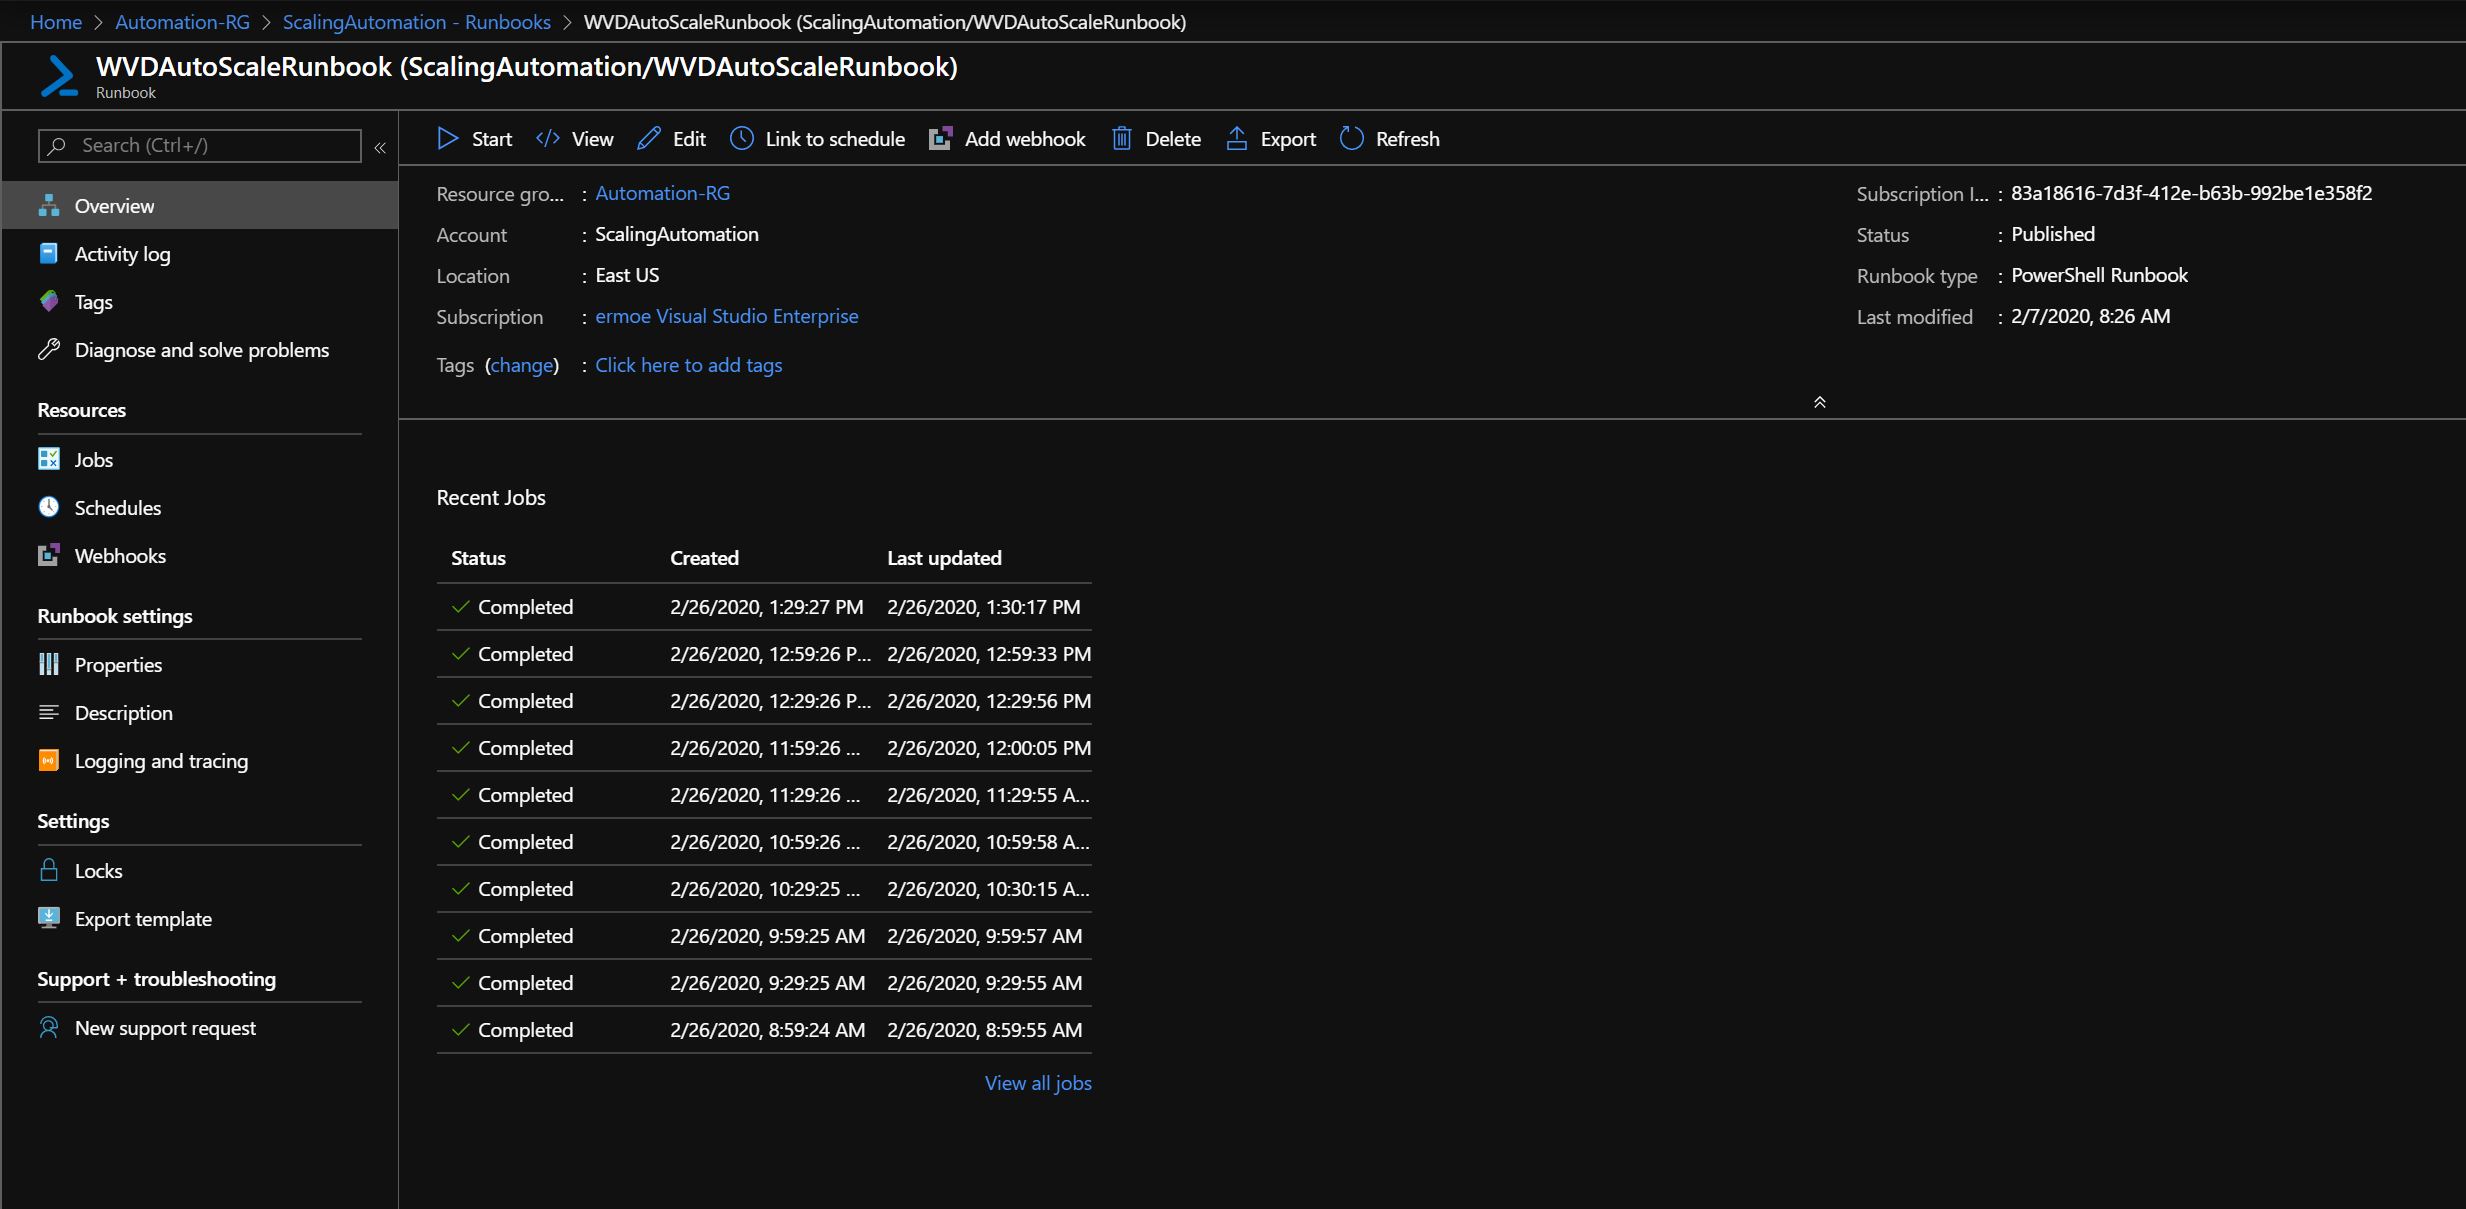 Home > Automation-RG > ScalingAutomation - Runbooks > WVDAutoScaleRunbook (ScalingAutomation/WVDAutoScaleRunbook)
WVDAutoScaleRunbook (ScalingAutomation/WVDAutoScaleRunbook)
Runbook
Search (Ctrl+/)
«
Overview
Activity log
Tags
Diagnose and solve problems
Resources
Jobs
Schedules
Webhooks
Runbook settings
Properties
Description
Logging and tracing
Settings
Locks
Export template
Support + troubleshooting
New support request
Start </> View Edit Link to schedule Add webhook Delete Export Refresh
Resource gro... : Automation-RG
Account : ScalingAutomation
Location : East US
Subscription : ermoe Visual Studio Enterprise
Tags (change) : Click here to add tags
Subscription I... : 83a18616-7d3f-412e-b63b-992be1e358f2
Status : Published
Runbook type : PowerShell Runbook
Last modified : 2/7/2020, 8:26 AM
Recent Jobs
Status Created Last updated
Completed 2/26/2020, 1:29:27 PM 2/26/2020, 1:30:17 PM
Completed 2/26/2020, 12:59:26 P... 2/26/2020, 12:59:33 PM
Completed 2/26/2020, 12:29:26 P... 2/26/2020, 12:29:56 PM
Completed 2/26/2020, 11:59:26 ... 2/26/2020, 12:00:05 PM
Completed 2/26/2020, 11:29:26 ... 2/26/2020, 11:29:55 A...
Completed 2/26/2020, 10:59:26 ... 2/26/2020, 10:59:58 A...
Completed 2/26/2020, 10:29:25 ... 2/26/2020, 10:30:15 A...
Completed 2/26/2020, 9:59:25 AM 2/26/2020, 9:59:57 AM
Completed 2/26/2020, 9:29:25 AM 2/26/2020, 9:29:55 AM
Completed 2/26/2020, 8:59:24 AM 2/26/2020, 8:59:55 AM
View all jobs